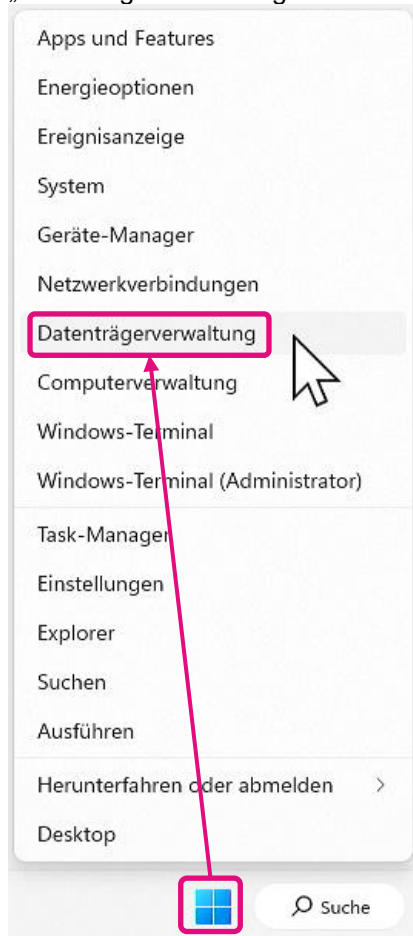 Apps und Features
Energieoptionen
Ereignisanzeige
System
Geräte-Manager
Netzwerkverbindungen
Datenträgerverwaltung
Computerverwaltung
Windows-Terminal
Windows-Terminal (Administrator)
Task-Manager
Einstellungen
Explorer
Suchen
Ausführen
Herunterfahren oder abmelden
Desktop
Suche